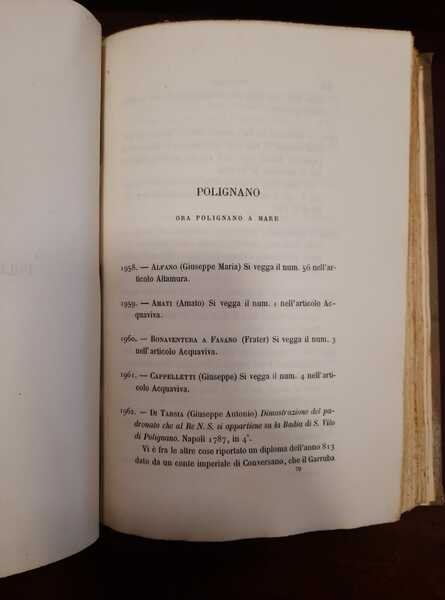 POLIGNANO
ORA POLIGNANO A MARE
1958. — ALFANO (Giuseppe Maria) Si vegga il num. 56 nell'ar-
ticolo Altamura.
1959. — AMATI (Amato) Si vegga il num. 1 nell'articolo Ac-
quaviva.
1960. — BONAVENTURA A FASANO (Frater) Si vegga il num. 3
nell'articolo Acquaviva.
1961. — CAPPELLETTI (Giuseppe) Si vegga il num. 4 nell'ar-
ticolo Acquaviva.
1962. — DI TARSIA (Giuseppe Antonio) Dimostrazione del pa-
dronato che al Re N. S. si appartiene su la Badia di S. Vito
di Polignano. Napoli 1787, in 4°.
Vi è fra le altre cose riportato un diploma dell'anno 813
dato da un conte imperiale di Conversano, che il Garruba